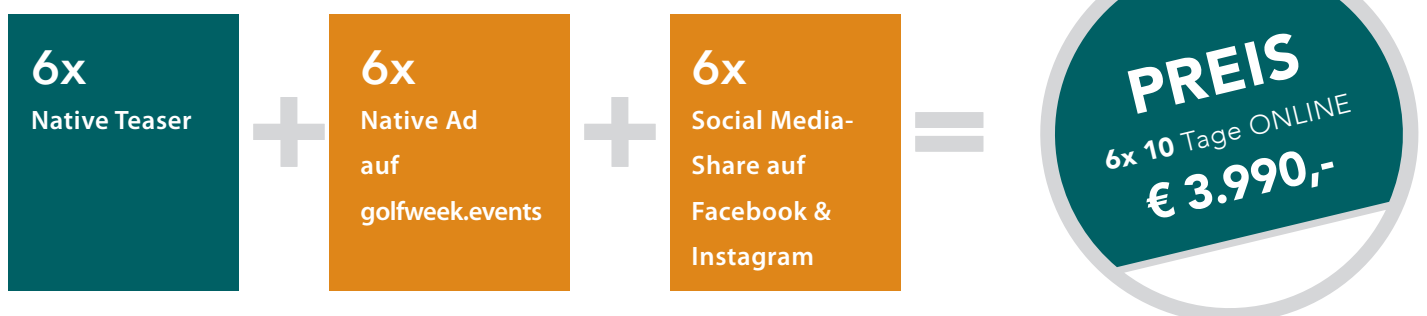 6x
Native Teaser
+
6x
Native Ad
auf
golfweek.events
+
6x
Social Media-
Share auf
Facebook &
Instagram
=
PREIS
6x 10 Tage ONLINE
€ 3.990,-